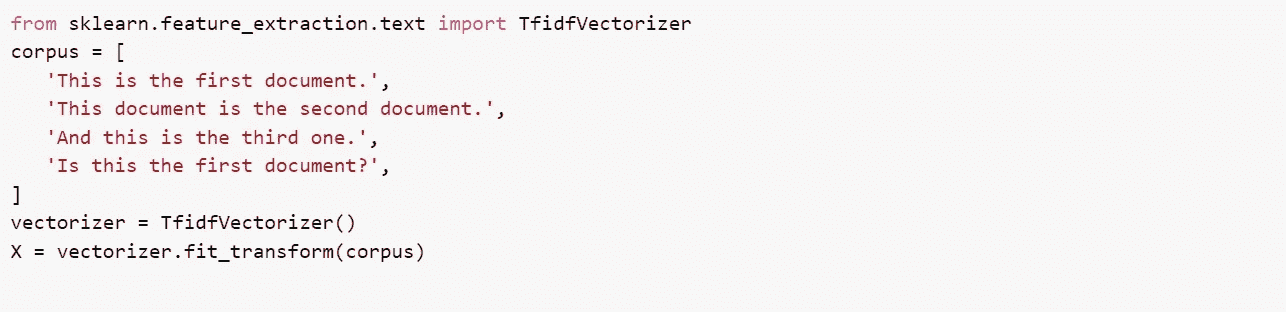 from sklearn.feature_extraction.text import TfidfVectorizer
corpus = [
   'This is the first document.',
   'This document is the second document.',
   'And this is the third one.',
   'Is this the first document?',
]
vectorizer = TfidfVectorizer()
X = vectorizer.fit_transform(corpus)